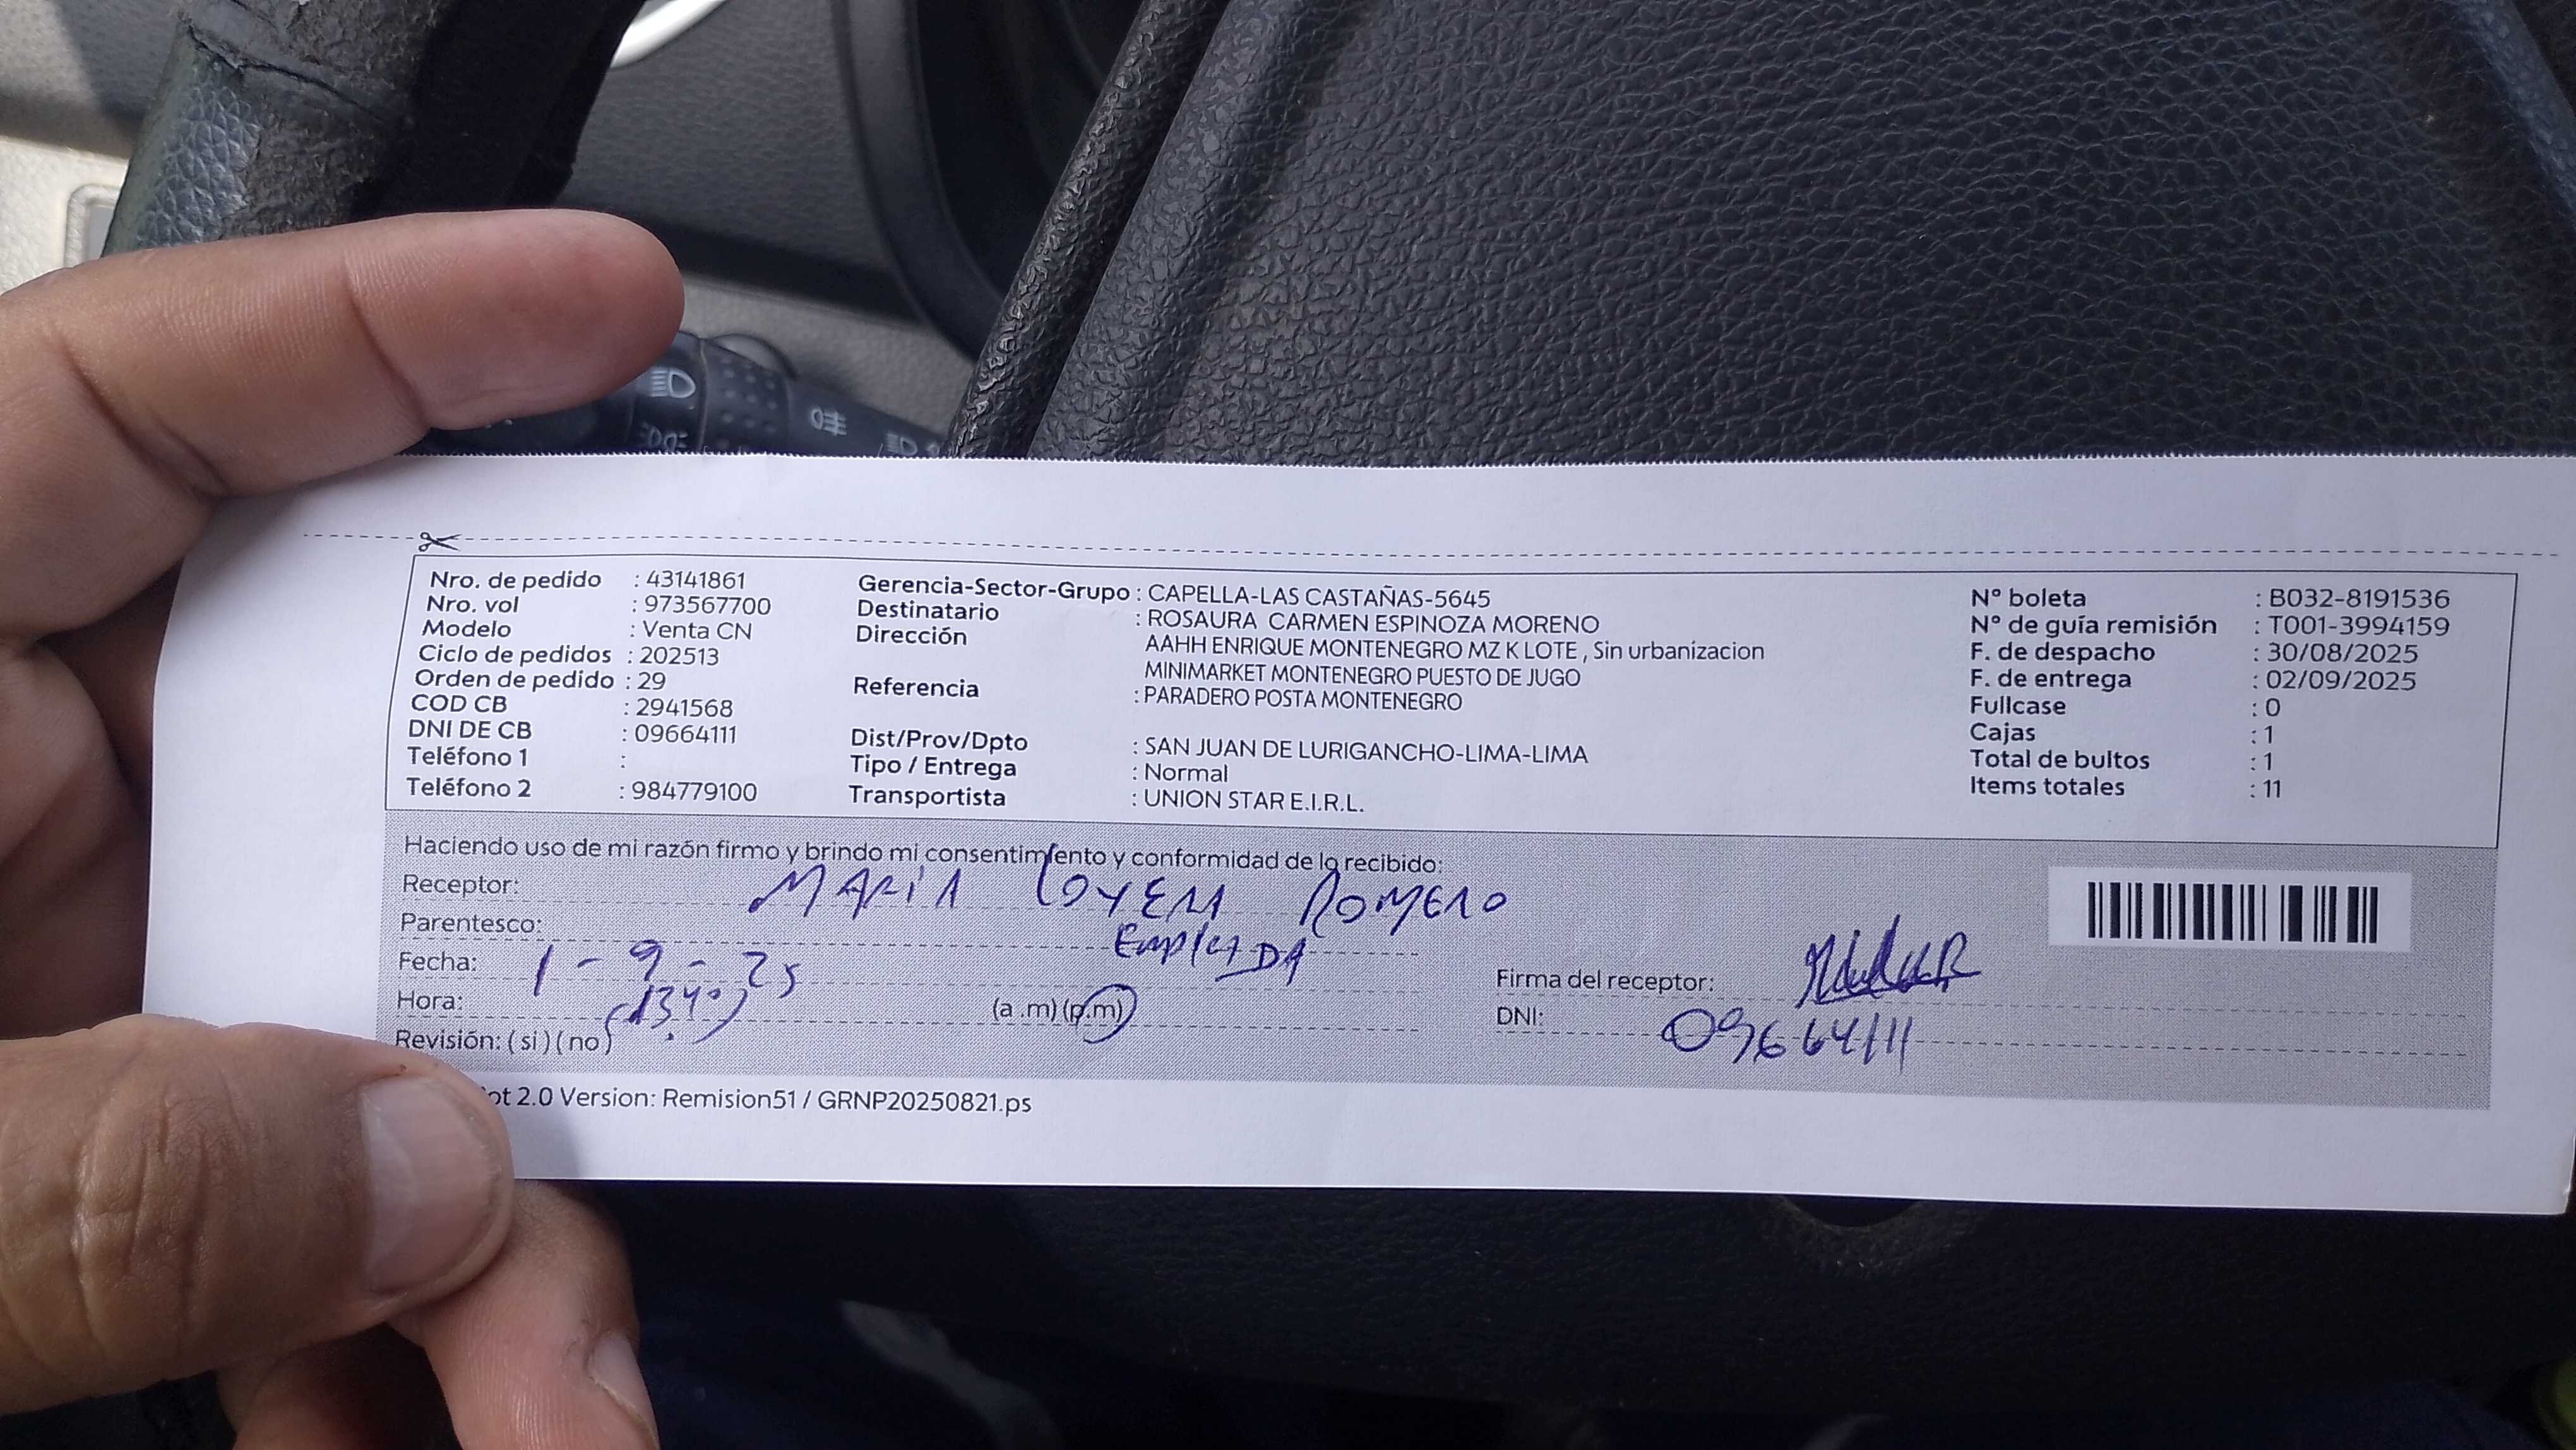 Nro. de pedido : 43141861
Nro. vol : 973567700
Modelo : Venta CN
Ciclo de pedidos : 202513
Orden de pedido : 29
COD CB : 2941568
DNI DE CB : 09664111
Teléfono 1 :
Teléfono 2 : 984779100
Gerencia-Sector-Grupo : CAPELLA-LAS CASTAÑAS-5645
Destinatario : ROSAURA CARMEN ESPINOZA MORENO
Dirección AAHH ENRIQUE MONTENEGRO MZ K LOTE , Sin urbanizacion
MINIMARKET MONTENEGRO PUESTO DE JUGO
Referencia : PARADERO POSTA MONTENEGRO
Dist/Prov/Dpto : SAN JUAN DE LURIGANCHO-LIMA-LIMA
Tipo / Entrega : Normal
Transportista : UNION STAR E.I.R.L.
N° boleta : B032-8191536
N° de guía remisión : T001-3994159
F. de despacho : 30/08/2025
F. de entrega : 02/09/2025
Fullcase : 0
Cajas : 1
Total de bultos : 1
Items totales : 11
Haciendo uso de mi razón firmo y brindo mi consentimiento y conformidad de lo recibido:
Receptor: MARIA ROMERO
Parentesco:
Fecha: 1 - 9 - 25
Hora: (1340) (a.m)(p.m)
Revisión: ( si ) ( no )
Firma del receptor:
DNI: 09664111
ot 2.0 Version: Remision51 / GRNP20250821.ps